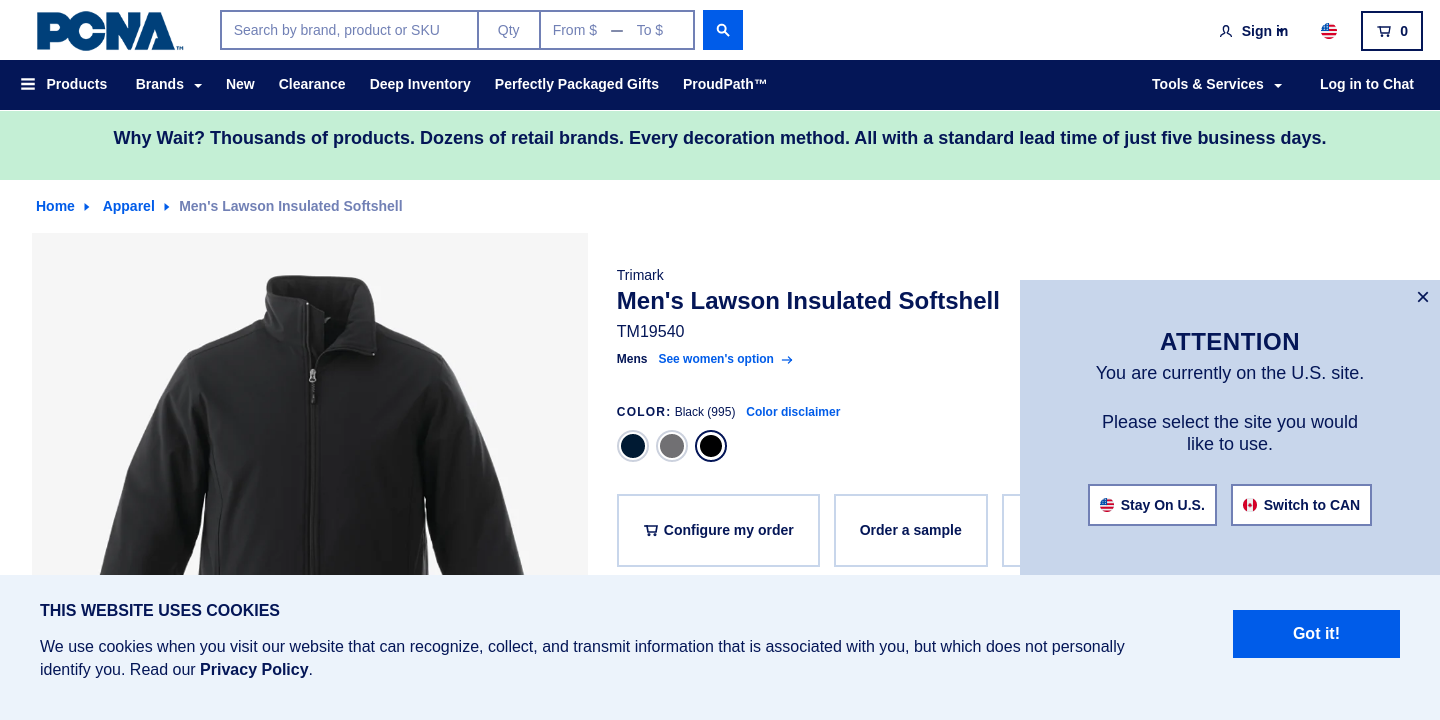 PCNA™
Search by brand, product or SKU
Qty
From $ — To $
Sign in
0
Products
Brands
New
Clearance
Deep Inventory
Perfectly Packaged Gifts
ProudPath™
Tools & Services
Log in to Chat
Why Wait? Thousands of products. Dozens of retail brands. Every decoration method. All with a standard lead time of just five business days.
Home
Apparel
Men's Lawson Insulated Softshell
Trimark
Men's Lawson Insulated Softshell
TM19540
Mens See women's option →
COLOR: Black (995) Color disclaimer
Configure my order
Order a sample
×
ATTENTION
You are currently on the U.S. site.
Please select the site you would
like to use.
Stay On U.S.
Switch to CAN
THIS WEBSITE USES COOKIES
We use cookies when you visit our website that can recognize, collect, and transmit information that is associated with you, but which does not personally
identify you. Read our Privacy Policy.
Got it!